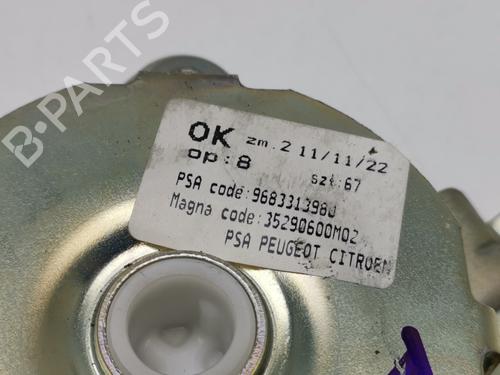 B-PARTS
OK zm.2 11/11/22
op:8 szt:67
PSA code:9683313980
Magna code:35290600M02
PSA PEUGEOT CITROEN